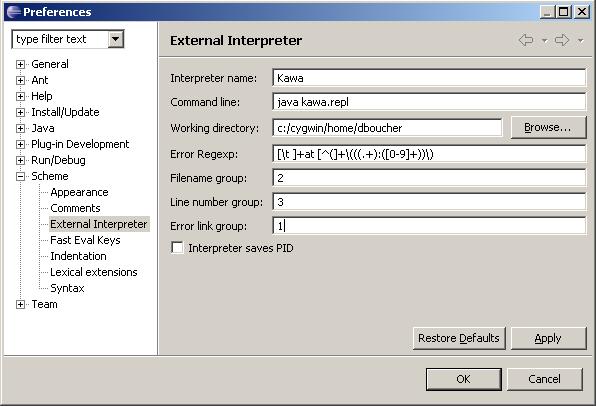 Preferences
type filter text
General
Ant
Help
Install/Update
Java
Plug-in Development
Run/Debug
Scheme
Appearance
Comments
External Interpreter
Fast Eval Keys
Indentation
Lexical extensions
Syntax
Team
External Interpreter
Interpreter name: Kawa
Command line: java kawa.repl
Working directory: c:/cygwin/home/dboucher Browse...
Error Regexp: [\t ]+at [^(]+\(((.+):([0-9]+))\)
Filename group: 2
Line number group: 3
Error link group: 1
Interpreter saves PID
Restore Defaults Apply
OK Cancel